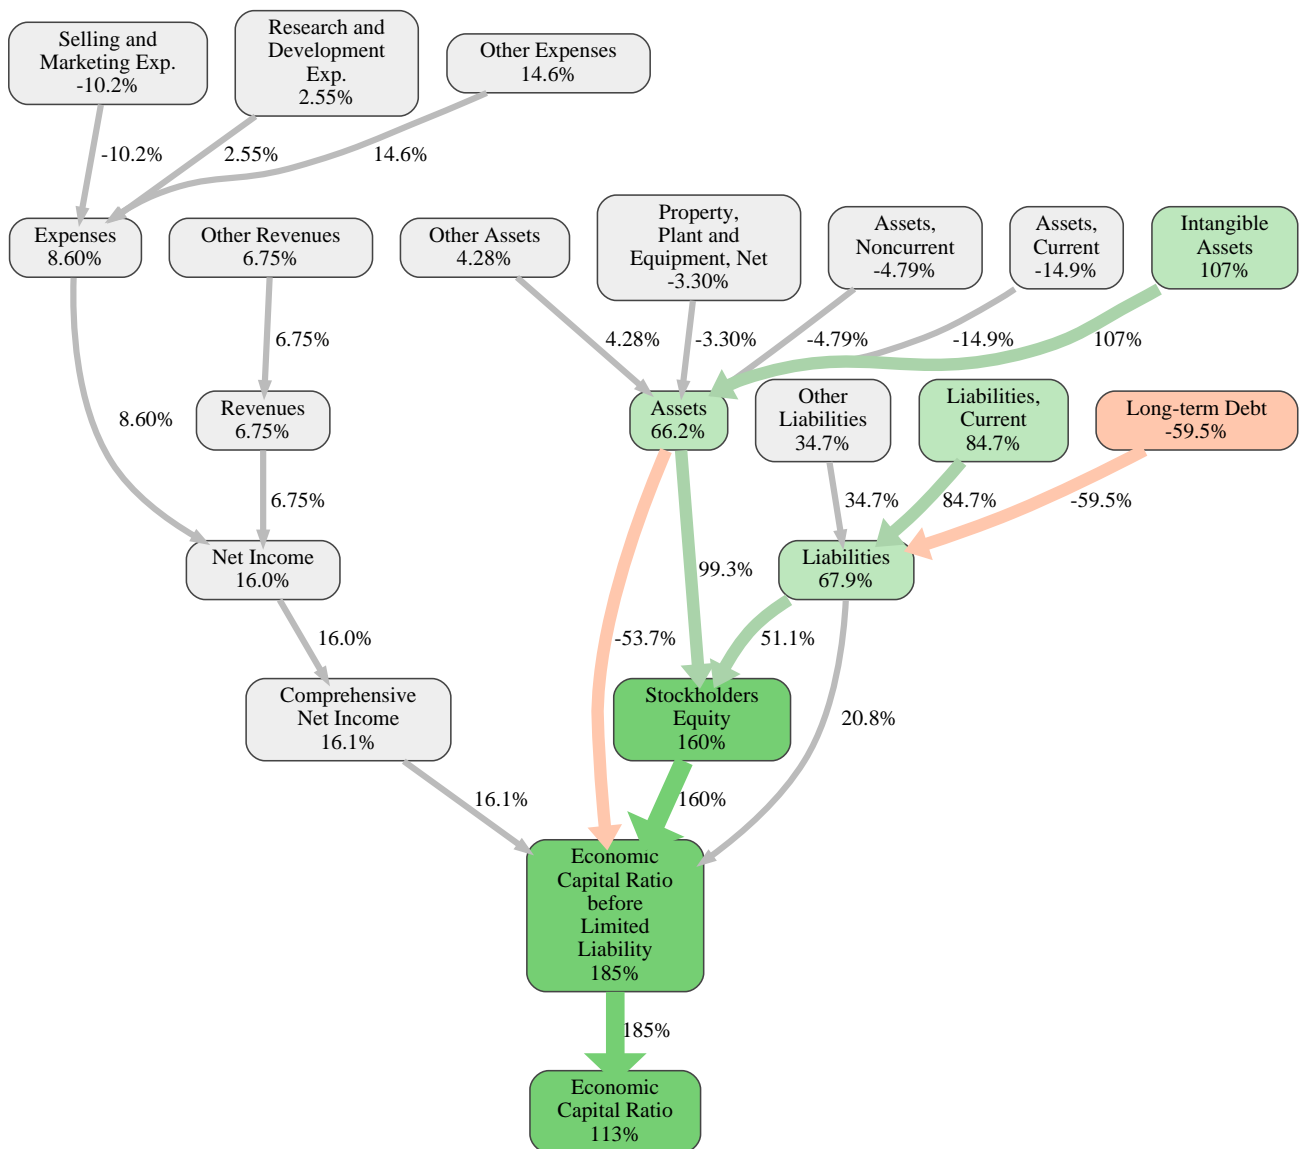 Selling and
Marketing Exp.
-10.2%
Research and
Development
Exp.
2.55%
Other Expenses
14.6%
-10.2%
2.55%
14.6%
Expenses
8.60%
Other Revenues
6.75%
Other Assets
4.28%
Property,
Plant and
Equipment, Net
-3.30%
Assets,
Noncurrent
-4.79%
Assets,
Current
-14.9%
Intangible
Assets
107%
6.75%
4.28%
-3.30%
-4.79%
-14.9%
107%
8.60%
Revenues
6.75%
Assets
66.2%
Other
Liabilities
34.7%
Liabilities,
Current
84.7%
Long-term Debt
-59.5%
6.75%
34.7%
84.7%
-59.5%
Net Income
16.0%
99.3%
Liabilities
67.9%
16.0%
-53.7%
51.1%
Comprehensive
Net Income
16.1%
Stockholders
Equity
160%
20.8%
16.1%
160%
Economic
Capital Ratio
before
Limited
Liability
185%
185%
Economic
Capital Ratio
113%